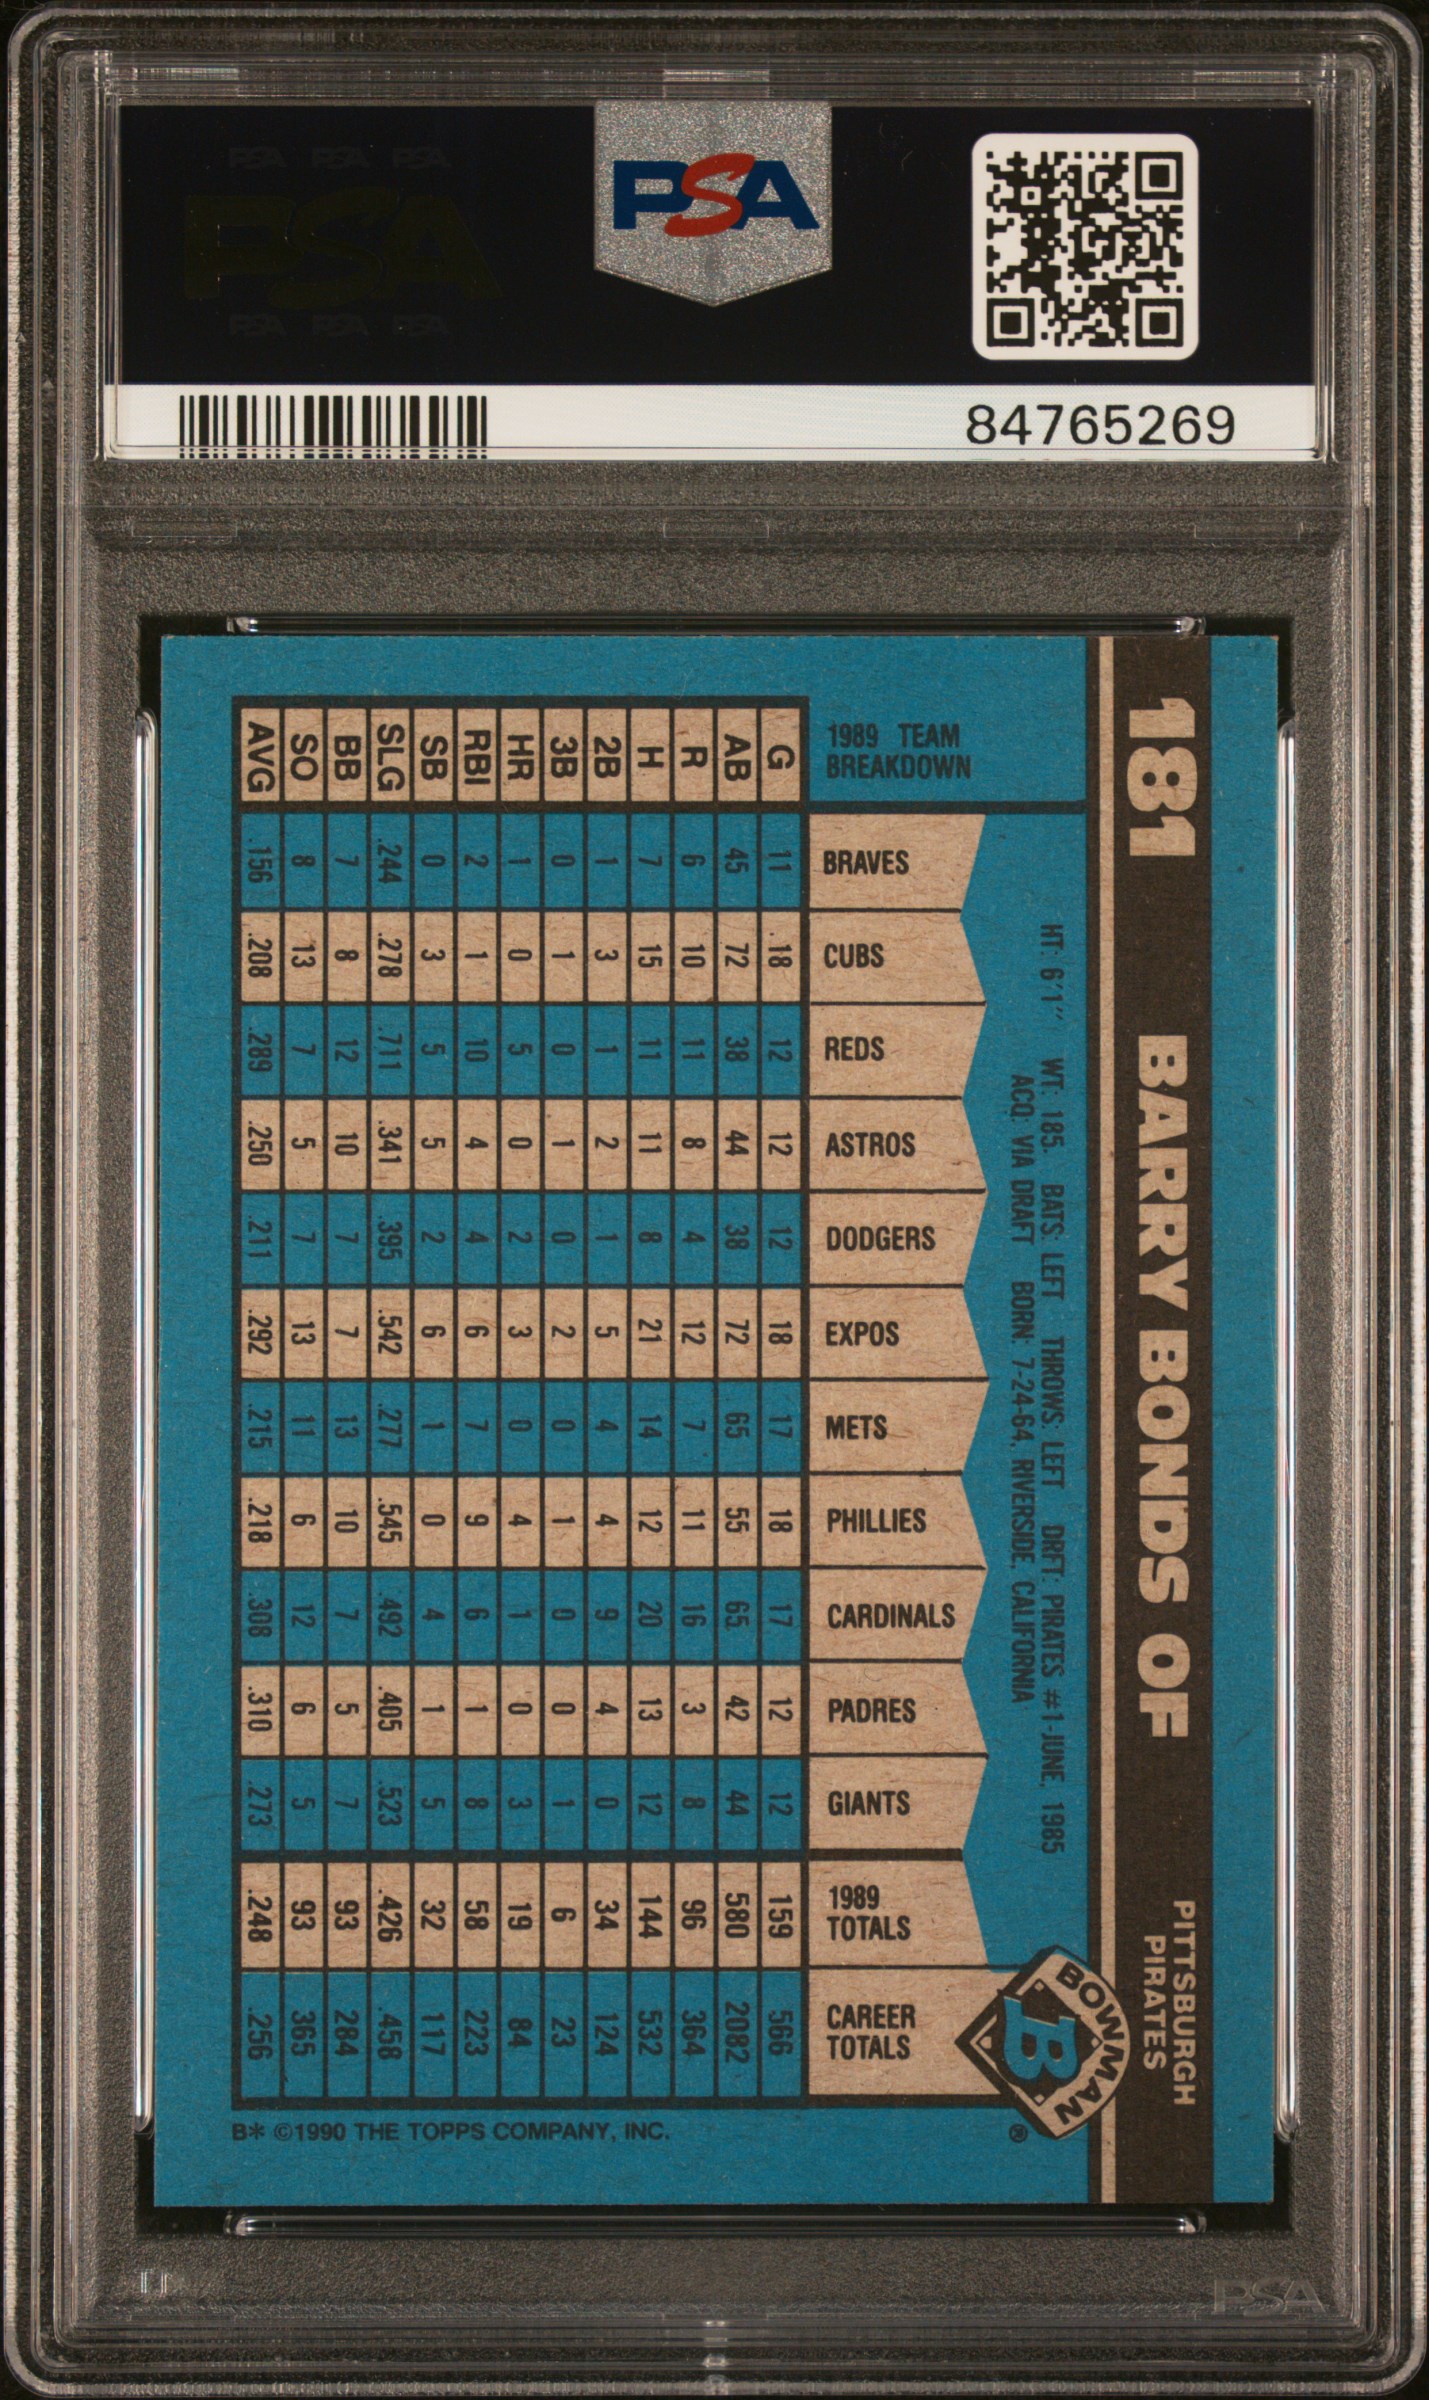 PSA PSA PSA
PSA
PSA PSA PSA
PSA
84765269
181 BARRY BONDS OF PITTSBURGH
PIRATES
HT: 6'1" WT: 185. BATS: LEFT THROWS: LEFT DRFT: PIRATES #1-JUNE, 1985
ACQ: VIA DRAFT BORN: 7-24-64, RIVERSIDE, CALIFORNIA
BOWMAN
B
1989 TEAM
BREAKDOWN
G AB R H 2B 3B HR RBI SB SLG BB SO AVG
BRAVES 11 45 6 7 1 0 1 2 0 .244 7 8 .156
CUBS 18 72 10 15 3 1 0 1 3 .278 8 13 .208
REDS 12 38 11 11 1 0 5 10 5 .711 12 7 .289
ASTROS 12 44 8 11 2 1 0 4 5 .341 10 5 .250
DODGERS 12 38 4 8 1 0 2 4 2 .395 7 7 .211
EXPOS 18 72 12 21 5 2 3 6 6 .542 7 13 .292
METS 17 65 7 14 4 0 0 7 1 .277 13 11 .215
PHILLIES 18 55 11 12 4 1 4 9 0 .545 10 6 .218
CARDINALS 17 65 16 20 9 0 1 6 4 .492 7 12 .308
PADRES 12 42 3 13 4 0 0 1 1 .405 5 6 .310
GIANTS 12 44 8 12 0 1 3 8 5 .523 7 5 .273
1989
TOTALS 159 580 96 144 34 6 19 58 32 .426 93 93 .248
CAREER
TOTALS 566 2082 364 532 124 23 84 223 117 .458 284 365 .256
B* ©1990 THE TOPPS COMPANY, INC.
®
PSA